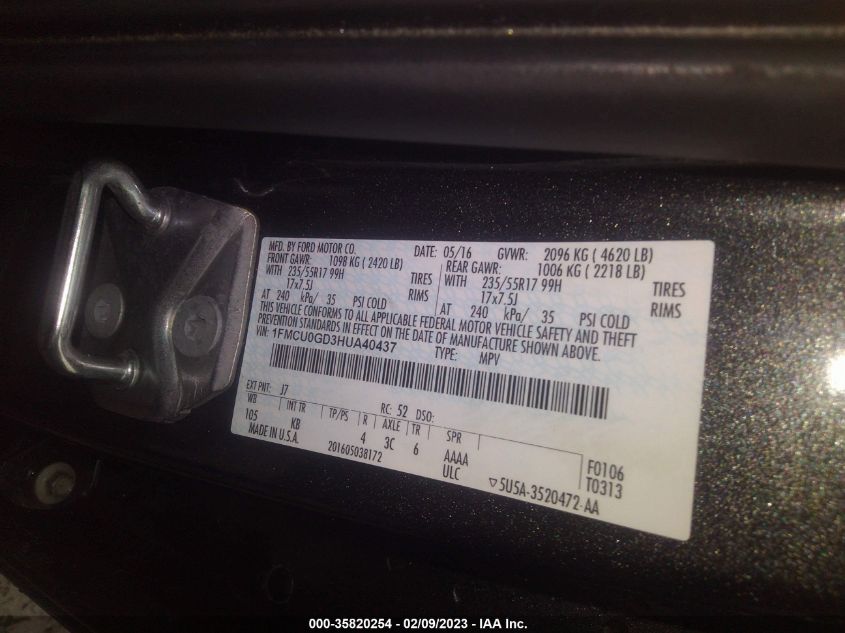 MFD. BY FORD MOTOR CO. DATE: 05/16 GVWR: 2096 KG ( 4620 LB)
FRONT GAWR: 1098 KG ( 2420 LB) REAR GAWR: 1006 KG ( 2218 LB)
WITH 235/55R17 99H TIRES WITH 235/55R17 99H TIRES
17x7.5J RIMS 17x7.5J RIMS
AT 240 kPa/ 35 PSI COLD AT 240 kPa/ 35 PSI COLD
THIS VEHICLE CONFORMS TO ALL APPLICABLE FEDERAL MOTOR VEHICLE SAFETY AND THEFT
PREVENTION STANDARDS IN EFFECT ON THE DATE OF MANUFACTURE SHOWN ABOVE.
VIN: 1FMCU0GD3HUA40437 TYPE: MPV
EXT PNT: J7 RC: 52 DSO:
WB INT TR TP/PS R AXLE TR SPR
105 KB 4 3C 6 AAAA F0106
MADE IN U.S.A. 201605038172 ULC T0313
▽5U5A-3520472-AA
000-35820254 - 02/09/2023 - IAA Inc.